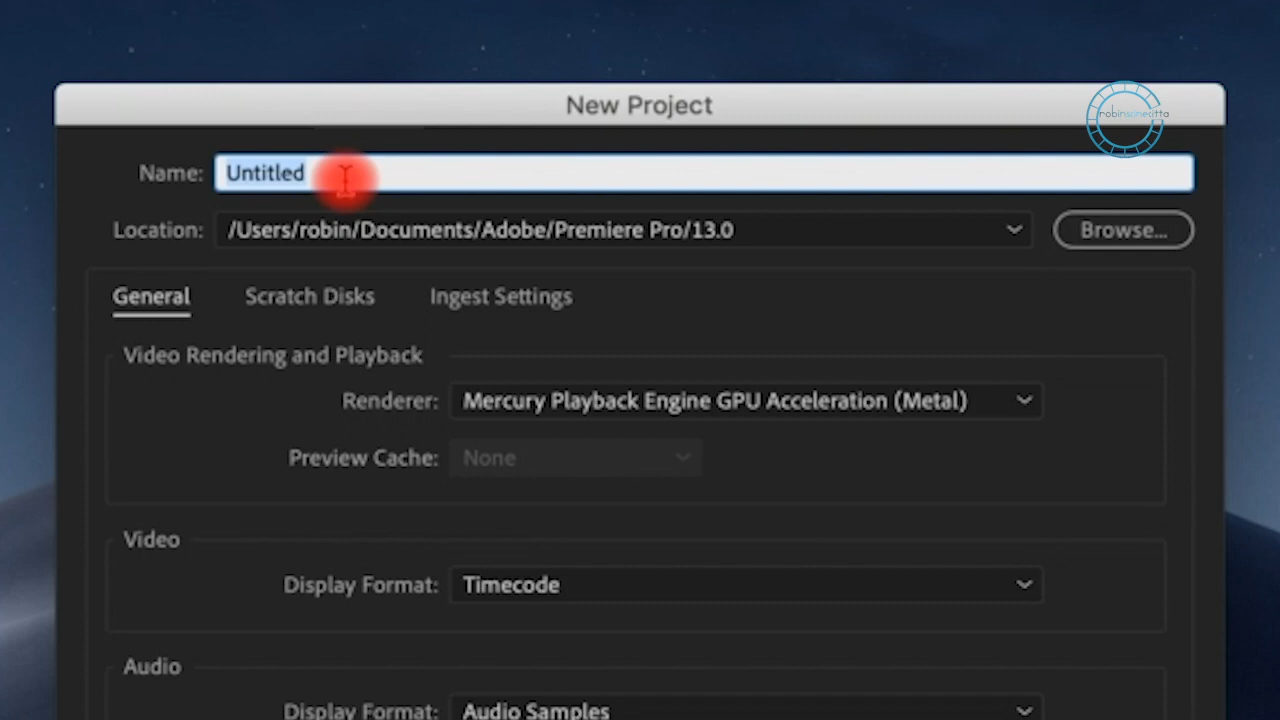 New Project
robinsonesitta
Name: Untitled
Location: /Users/robin/Documents/Adobe/Premiere Pro/13.0 Browse...
General Scratch Disks Ingest Settings
Video Rendering and Playback
Renderer: Mercury Playback Engine GPU Acceleration (Metal)
Preview Cache: None
Video
Display Format: Timecode
Audio
Display Format: Audio Samples